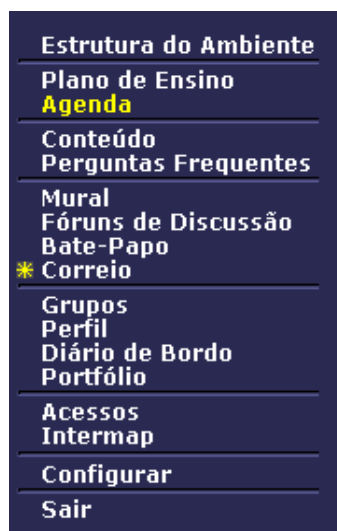 Estrutura do Ambiente
Plano de Ensino
Agenda
Conteúdo
Perguntas Frequentes
Mural
Fóruns de Discussão
Bate-Papo
Correio
Grupos
Perfil
Diário de Bordo
Portfólio
Acessos
Intermap
Configurar
Sair